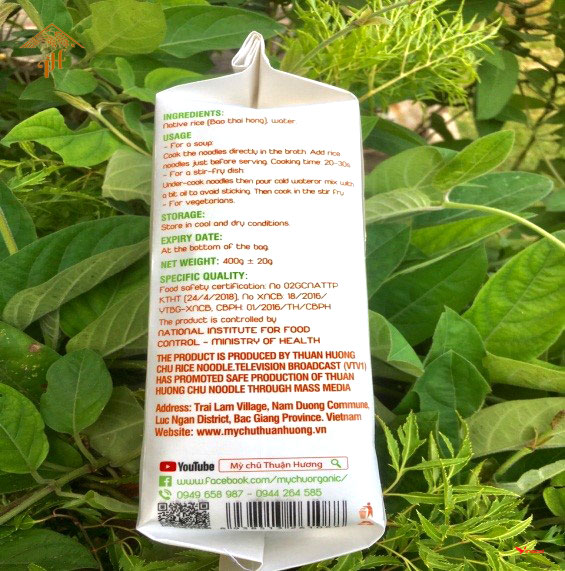 TH
INGREDIENTS:
Native rice (Bao thai hong), water
USAGE
- For a soup:
Cook the noodles directly in the broth. Add rice
noodles just before serving. Cooking time: 20-30s
- For a stir-fry dish:
Under-cook noodles then pour cold wateror mix with
a bit oil to avoid sticking. Then cook in the stir fry
- For vegetarians.
STORAGE:
Store in cool and dry conditions
EXPIRY DATE:
At the bottom of the bag
NET WEIGHT: 400g ± 20g
SPECIFIC QUALITY:
Food safety certification: No 02GCNATTP
KTHT (24/4/2018), No XNCB: 18/2016/
YTBG-XNCB, CBPH: 01/2016/TH/CBPH
The product is controlled by
NATIONAL INSTITUTE FOR FOOD
CONTROL - MINISTRY OF HEALTH
THE PRODUCT IS PRODUCED BY THUAN HUONG
CHU RICE NOODLE.TELEVISION BROADCAST (VTV1)
HAS PROMOTED SAFE PRODUCTION OF THUAN
HUONG CHU NOODLE THROUGH MASS MEDIA
Address: Trai Lam Village, Nam Duong Commune,
Luc Ngan District, Bac Giang Province. Vietnam
Website: www.mychuthuanhuong.vn
YouTube Mỳ chũ Thuận Hương
www.facebook.com/mychuorganic/
0949 658 987 - 0944 264 585